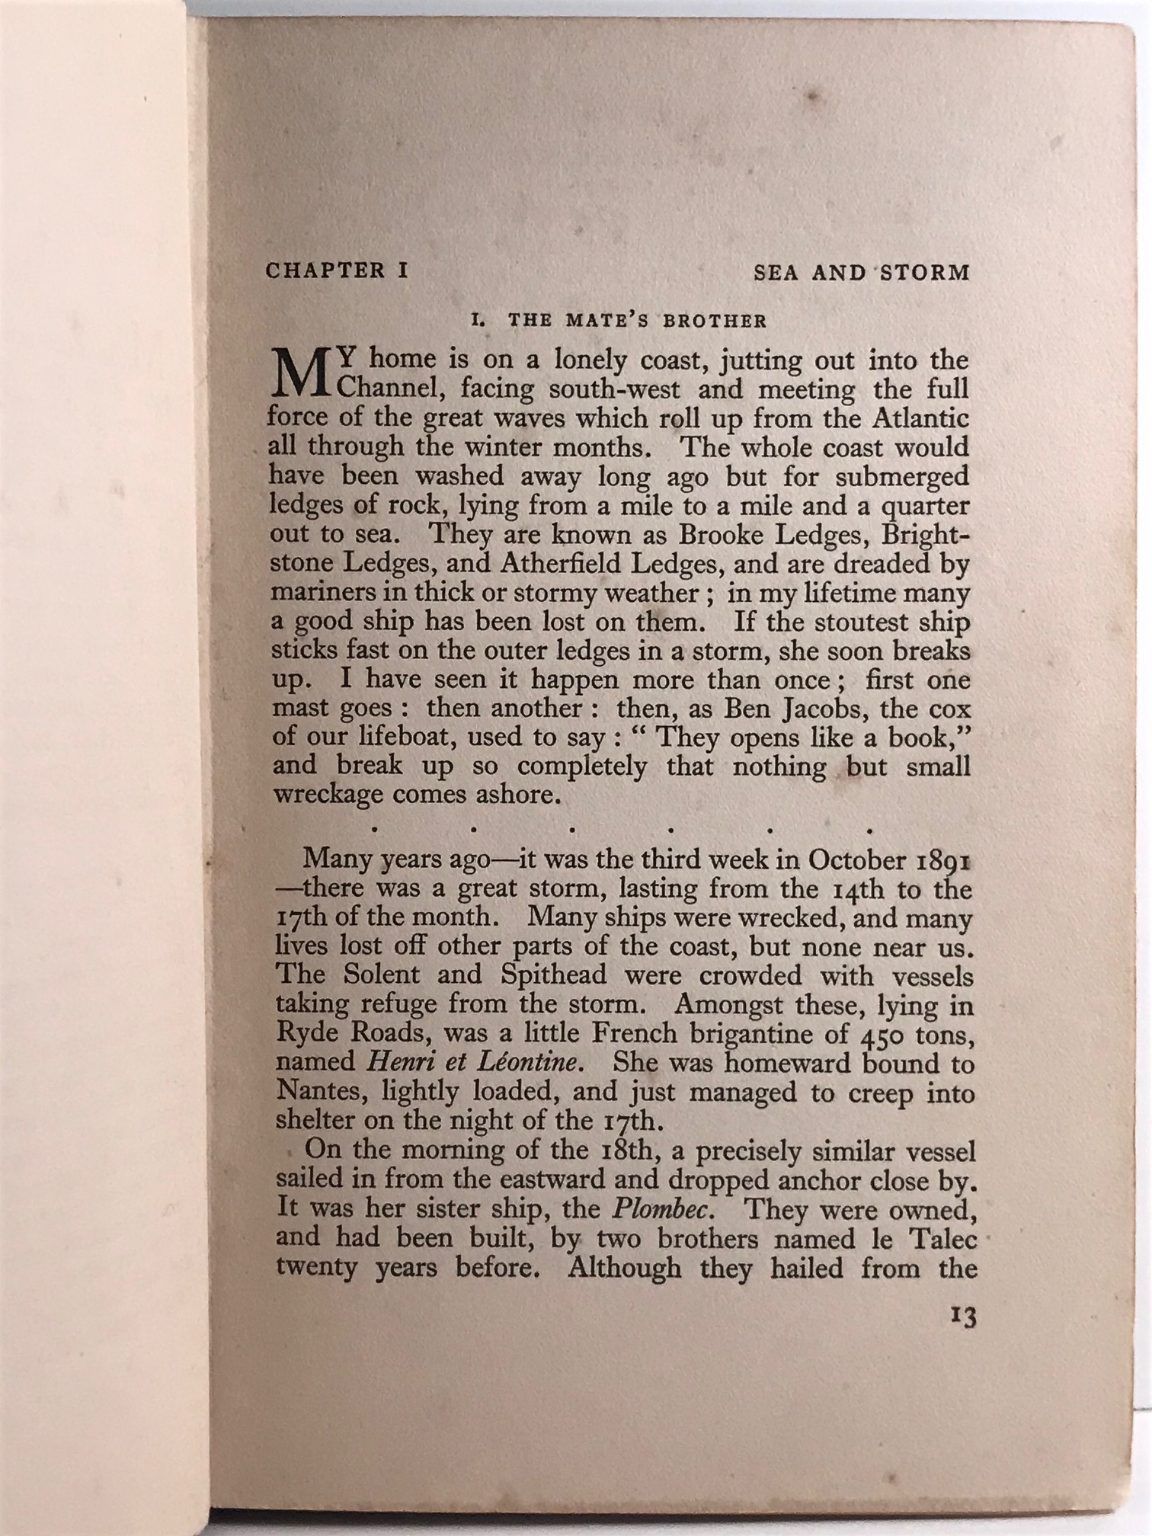 CHAPTER I SEA AND STORM
I. THE MATE'S BROTHER
MY home is on a lonely coast, jutting out into the
Channel, facing south-west and meeting the full
force of the great waves which roll up from the Atlantic
all through the winter months. The whole coast would
have been washed away long ago but for submerged
ledges of rock, lying from a mile to a mile and a quarter
out to sea. They are known as Brooke Ledges, Bright-
stone Ledges, and Atherfield Ledges, and are dreaded by
mariners in thick or stormy weather ; in my lifetime many
a good ship has been lost on them. If the stoutest ship
sticks fast on the outer ledges in a storm, she soon breaks
up. I have seen it happen more than once ; first one
mast goes : then another : then, as Ben Jacobs, the cox
of our lifeboat, used to say : “ They opens like a book,”
and break up so completely that nothing but small
wreckage comes ashore.
. . . . . .
Many years ago—it was the third week in October 1891
—there was a great storm, lasting from the 14th to the
17th of the month. Many ships were wrecked, and many
lives lost off other parts of the coast, but none near us.
The Solent and Spithead were crowded with vessels
taking refuge from the storm. Amongst these, lying in
Ryde Roads, was a little French brigantine of 450 tons,
named Henri et Léontine. She was homeward bound to
Nantes, lightly loaded, and just managed to creep into
shelter on the night of the 17th.
On the morning of the 18th, a precisely similar vessel
sailed in from the eastward and dropped anchor close by.
It was her sister ship, the Plombec. They were owned,
and had been built, by two brothers named le Talec
twenty years before. Although they hailed from the
13